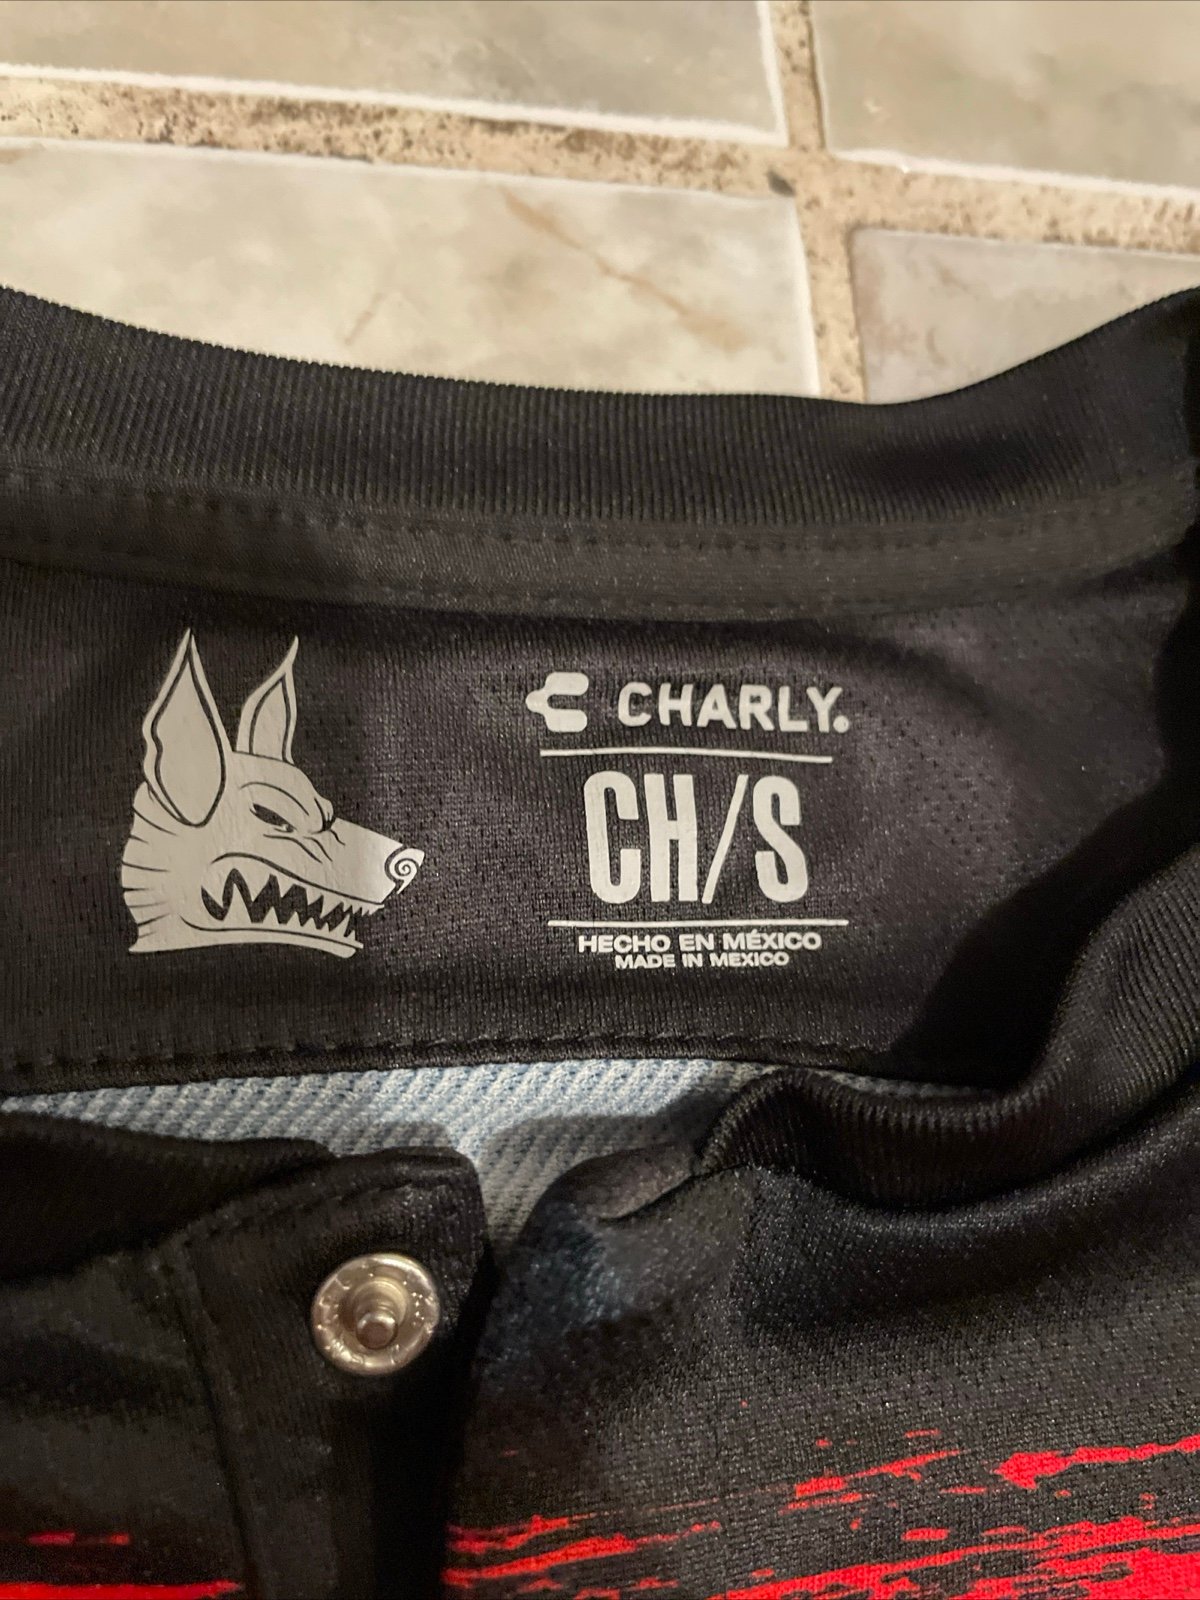 CHARLY.
CH/S
HECHO EN MÉXICO
MADE IN MEXICO